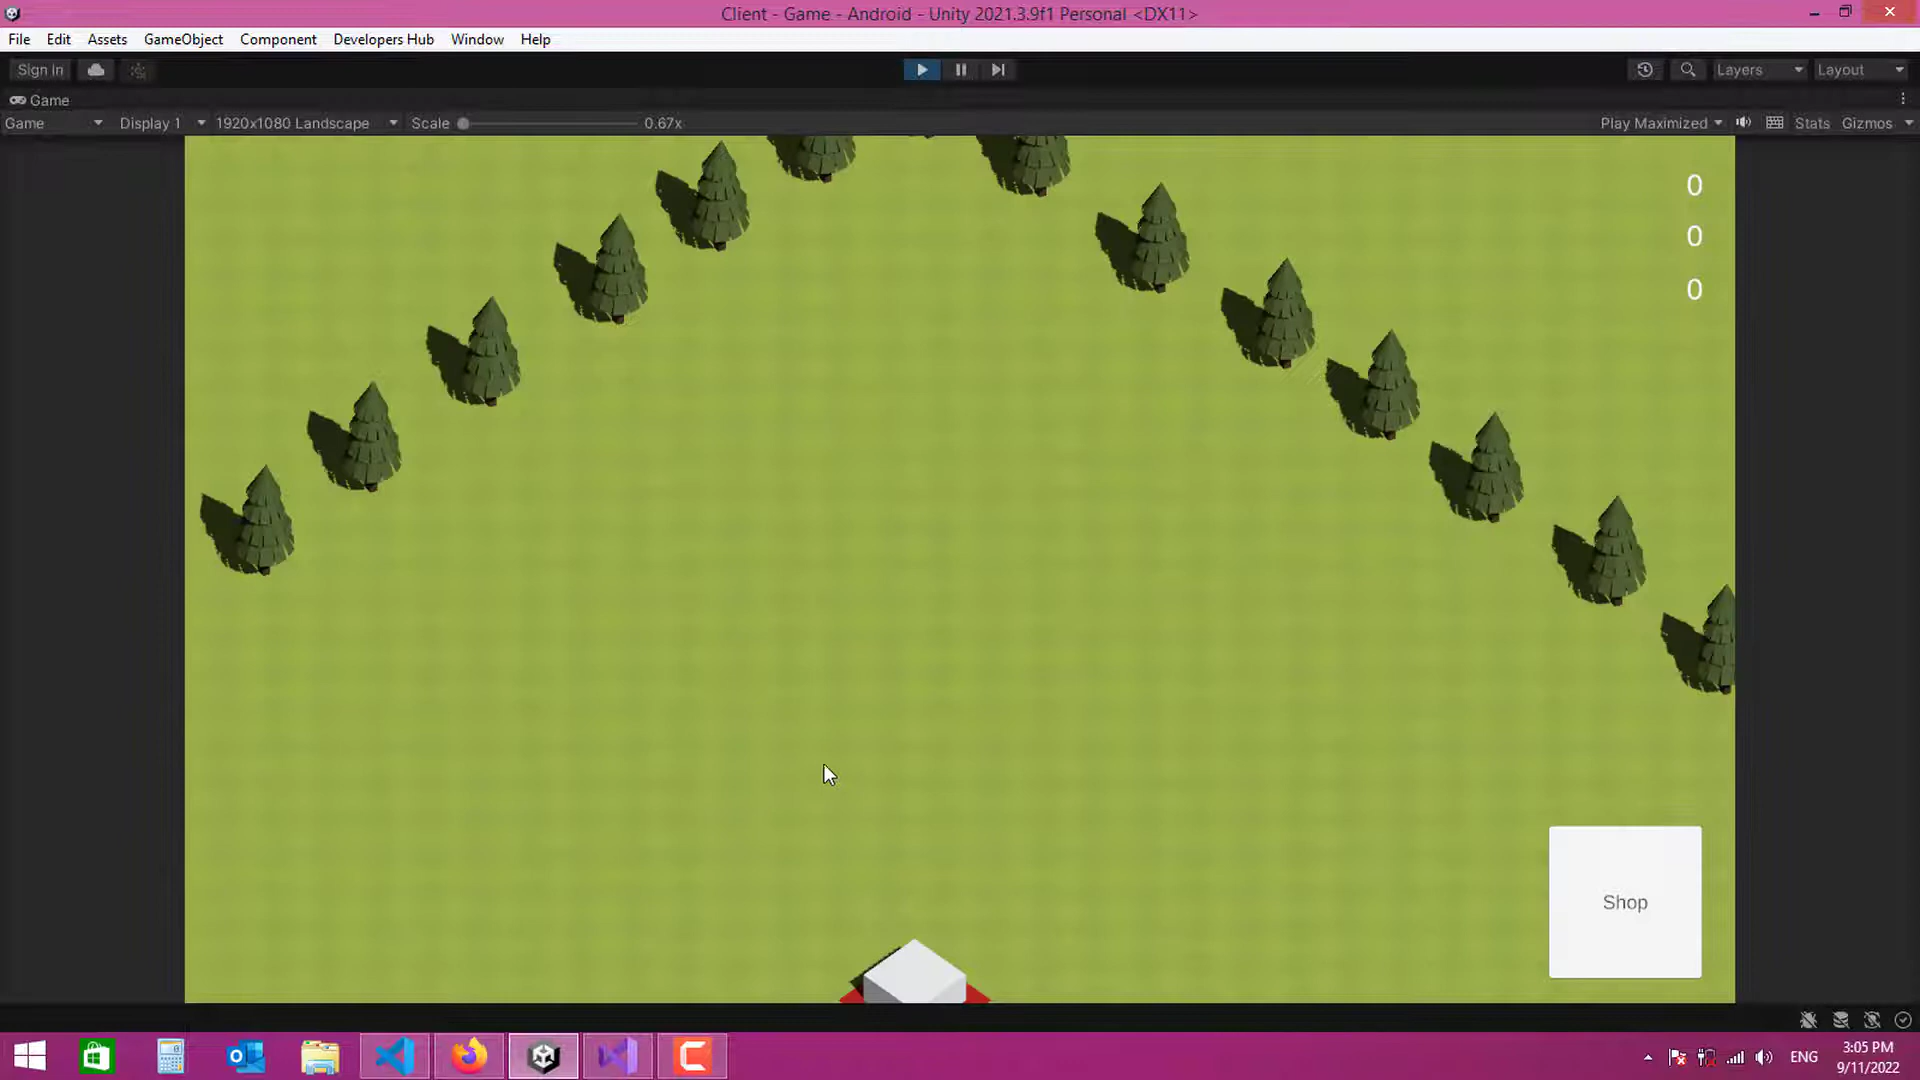 Client - Game - Android - Unity 2021.3.9f1 Personal <DX11>
File Edit Assets GameObject Component Developers Hub Window Help
Sign In Layers Layout
Game
Game Display 1 1920x1080 Landscape Scale 0.67x Play Maximized Stats Gizmos
0
0
0
Shop
ENG 3:05 PM
9/11/2022